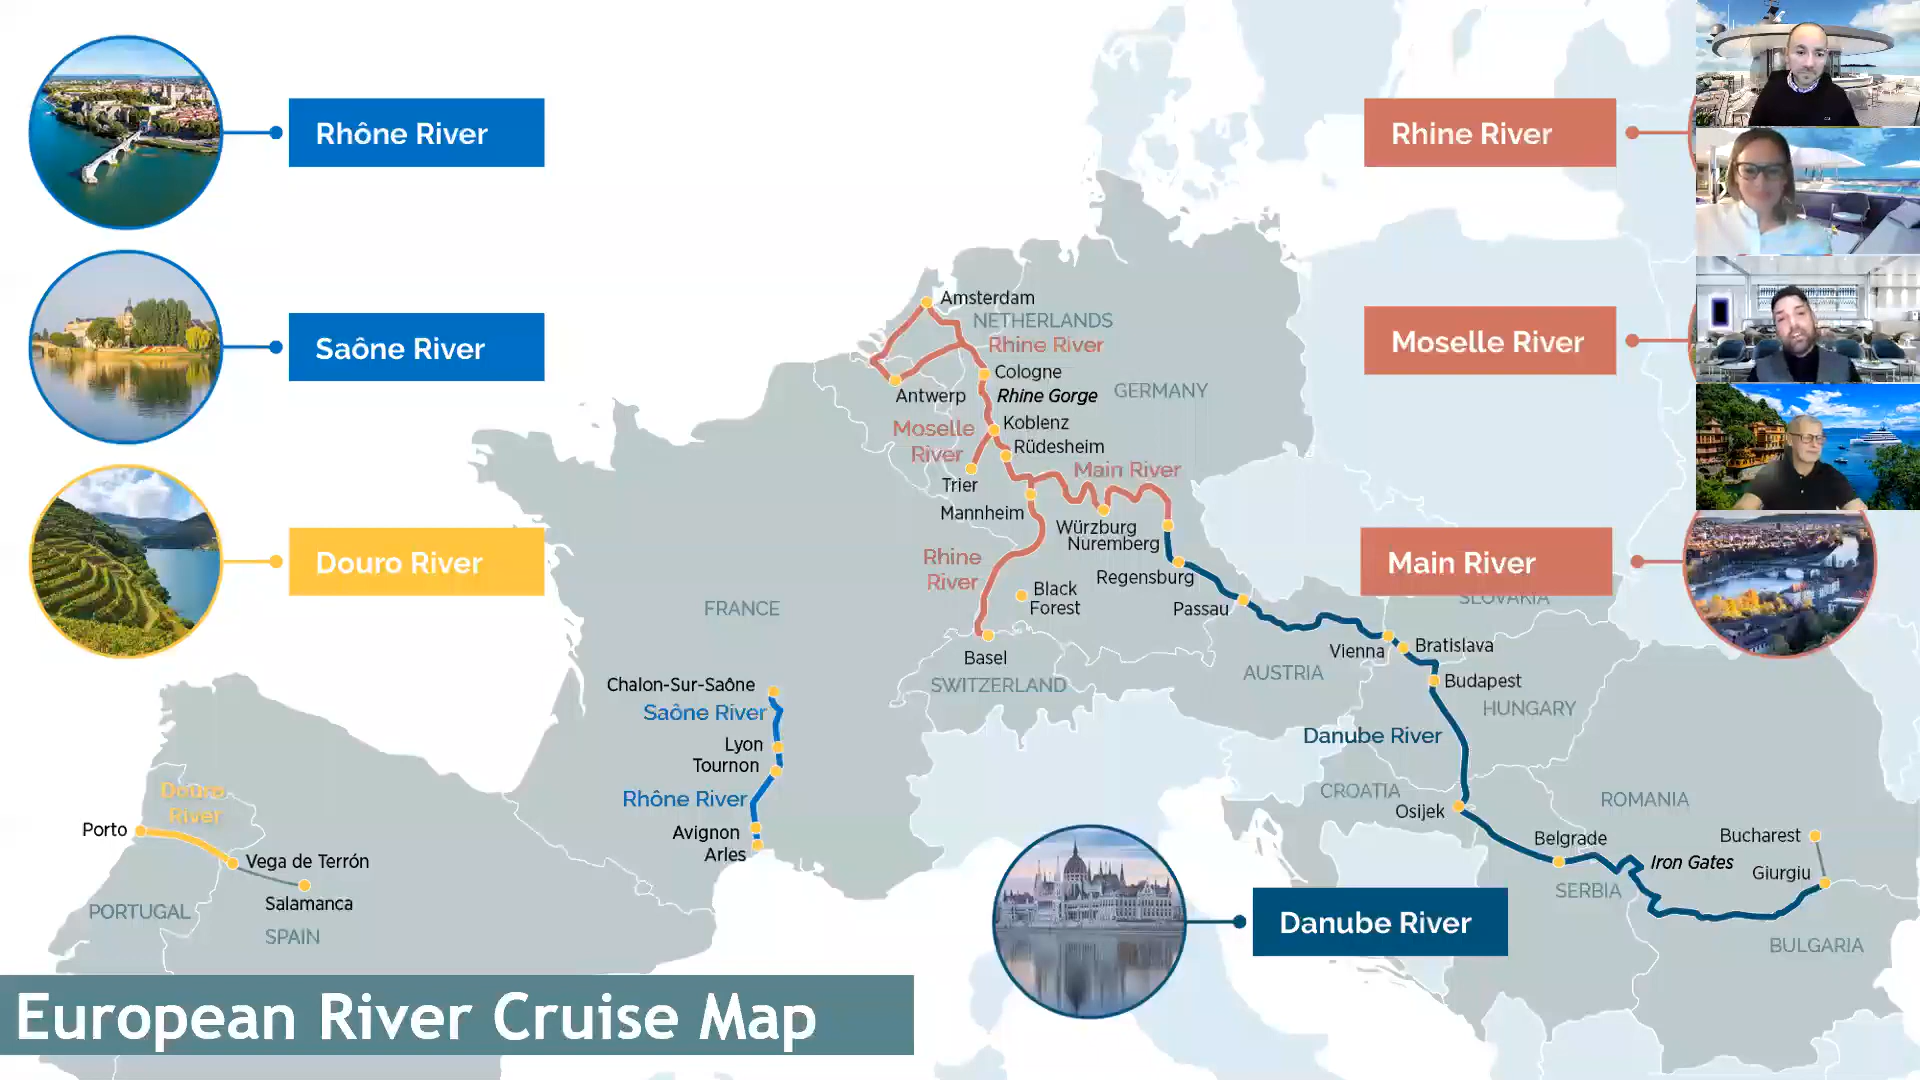 Rhône River
Saône River
Douro River
Rhine River
Moselle River
Main River
Danube River
Amsterdam
NETHERLANDS
Rhine River
Cologne
Antwerp
Rhine Gorge
GERMANY
Koblenz
Moselle
River
Rüdesheim
Main River
Trier
Mannheim
Würzburg
Nuremberg
Rhine
River
Regensburg
Black
Forest
Passau
SLOVAKIA
FRANCE
Basel
SWITZERLAND
Vienna
Bratislava
AUSTRIA
Budapest
HUNGARY
Chalon-Sur-Saône
Saône River
Lyon
Tournon
Rhône River
Avignon
Arles
Danube River
CROATIA
Osijek
ROMANIA
Belgrade
Bucharest
Iron Gates
Giurgiu
SERBIA
BULGARIA
Douro
River
Porto
Vega de Terrón
Salamanca
PORTUGAL
SPAIN
European River Cruise Map